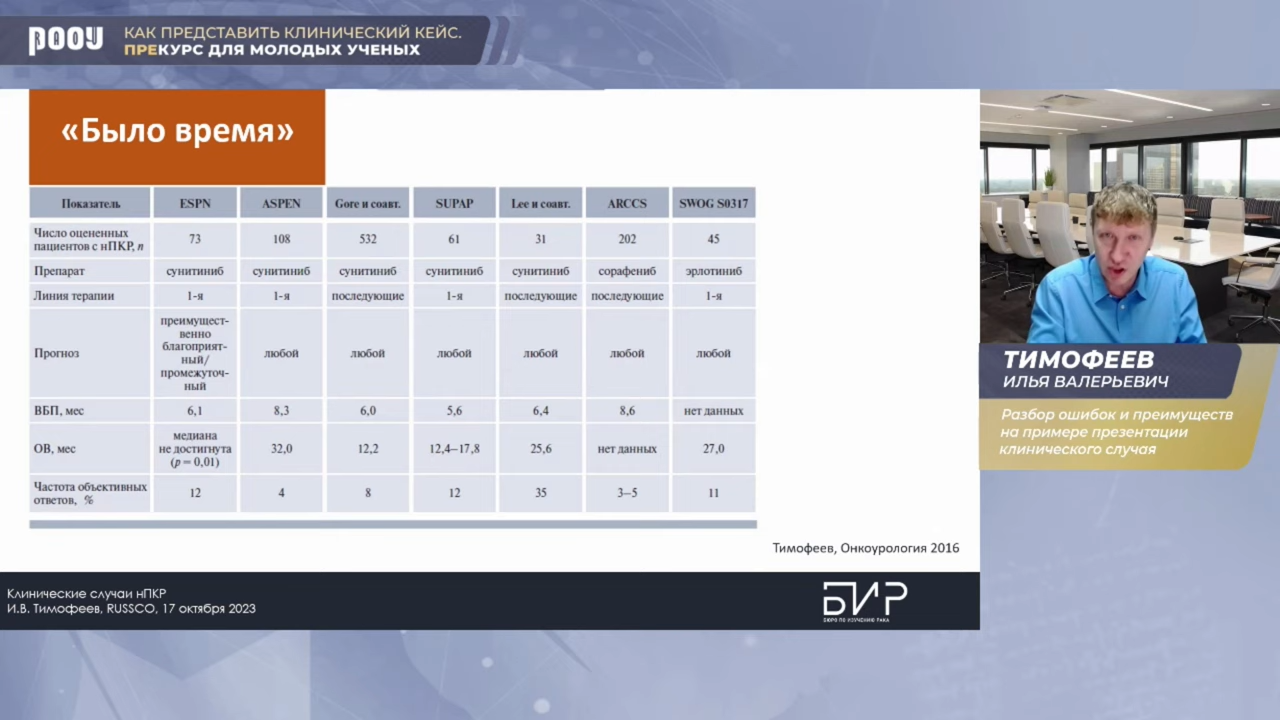 РООУ
КАК ПРЕДСТАВИТЬ КЛИНИЧЕСКИЙ КЕЙС.
ПРЕКУРС ДЛЯ МОЛОДЫХ УЧЕНЫХ
«Было время»
Показатель ESPN ASPEN Gore и соавт. SUPAP Lee и соавт. ARCCS SWOG S0317
Число оцененных
пациентов с нПКР, n 73 108 532 61 31 202 45
Препарат сунитиниб сунитиниб сунитиниб сунитиниб сунитиниб сорафениб эрлотиниб
Линия терапии 1-я 1-я последующие 1-я последующие последующие 1-я
Прогноз преимущест-
венно
благоприят-
ный/
промежуточ-
ный любой любой любой любой любой любой
ВБП, мес 6,1 8,3 6,0 5,6 6,4 8,6 нет данных
ОВ, мес медиана
не достигнута
(p = 0,01) 32,0 12,2 12,4–17,8 25,6 нет данных 27,0
Частота объективных
ответов, % 12 4 8 12 35 3–5 11
Тимофеев, Онкоурология 2016
Клинические случаи нПКР
И.В. Тимофеев, RUSSCO, 17 октября 2023
БИР
БЮРО ПО ИЗУЧЕНИЮ РАКА
ТИМОФЕЕВ
ИЛЬЯ ВАЛЕРЬЕВИЧ
Разбор ошибок и преимуществ
на примере презентации
клинического случая